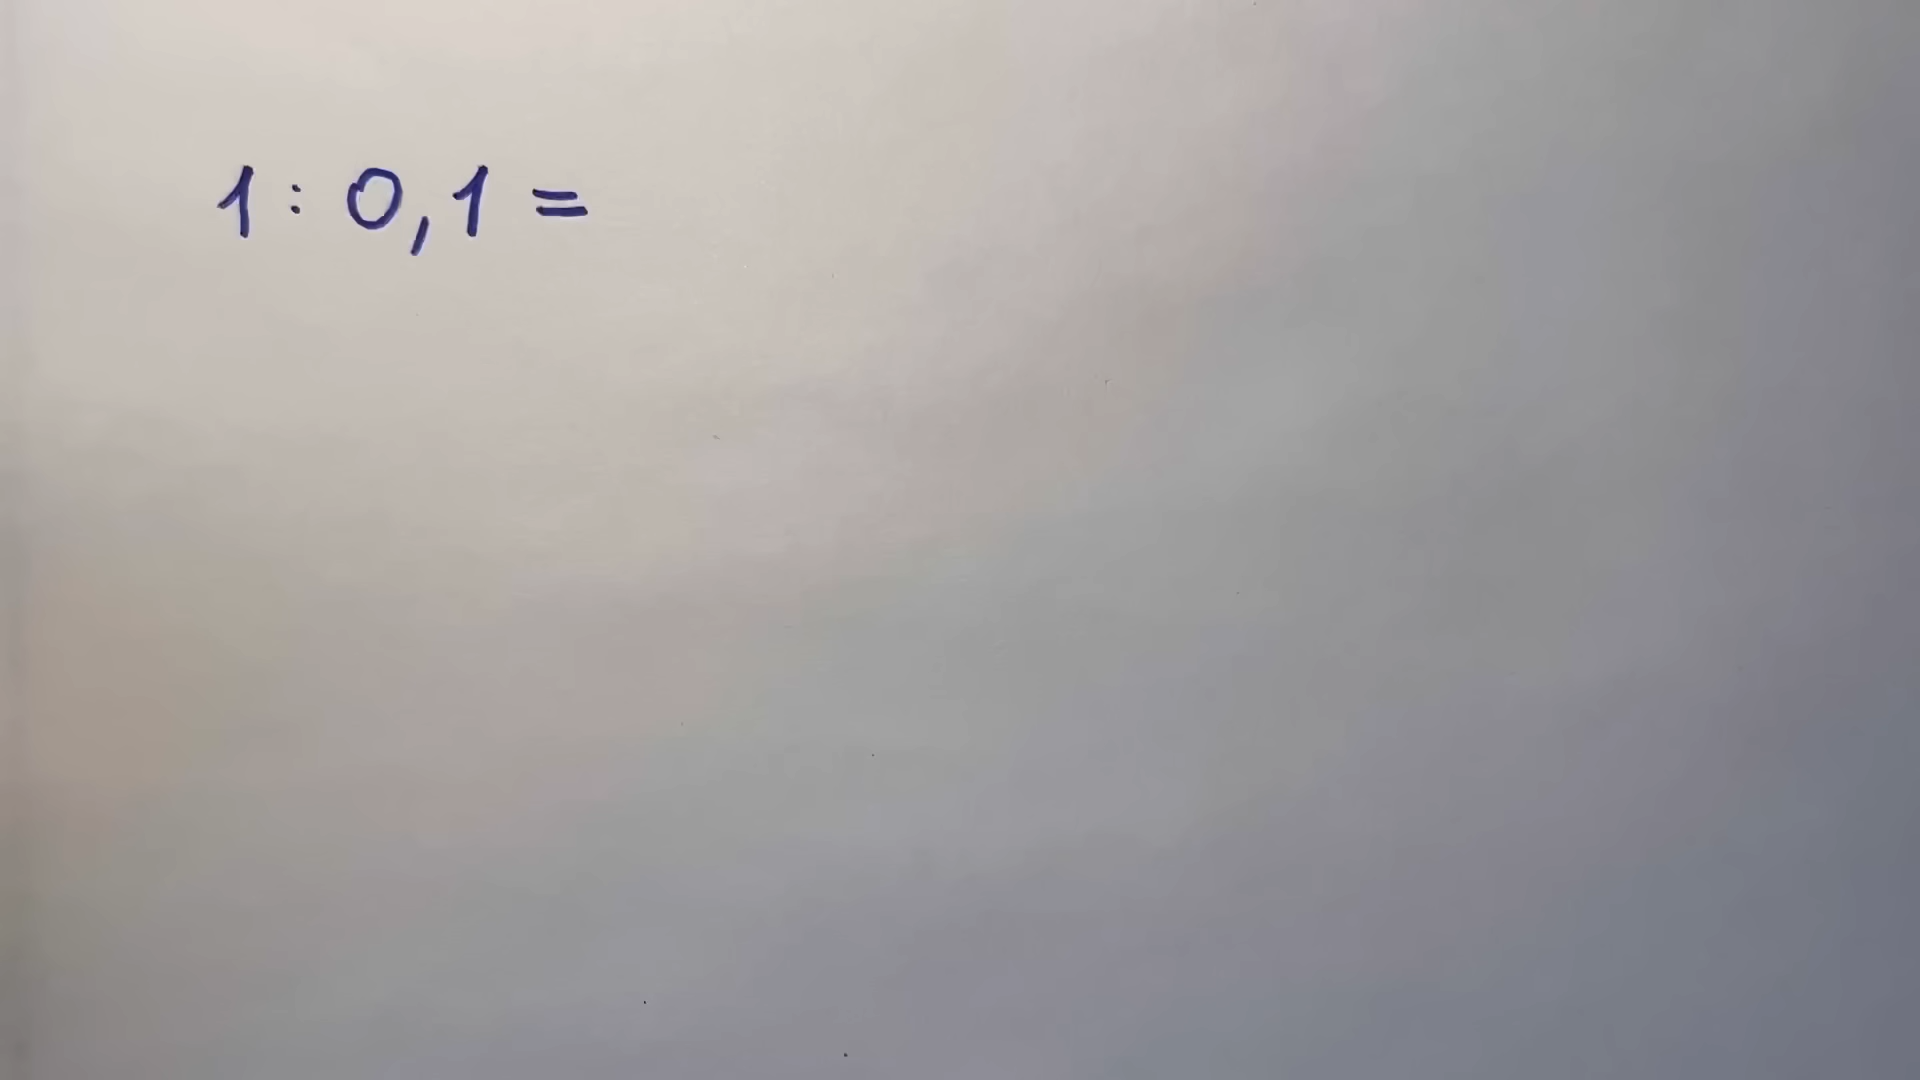 1 : 0,1 =